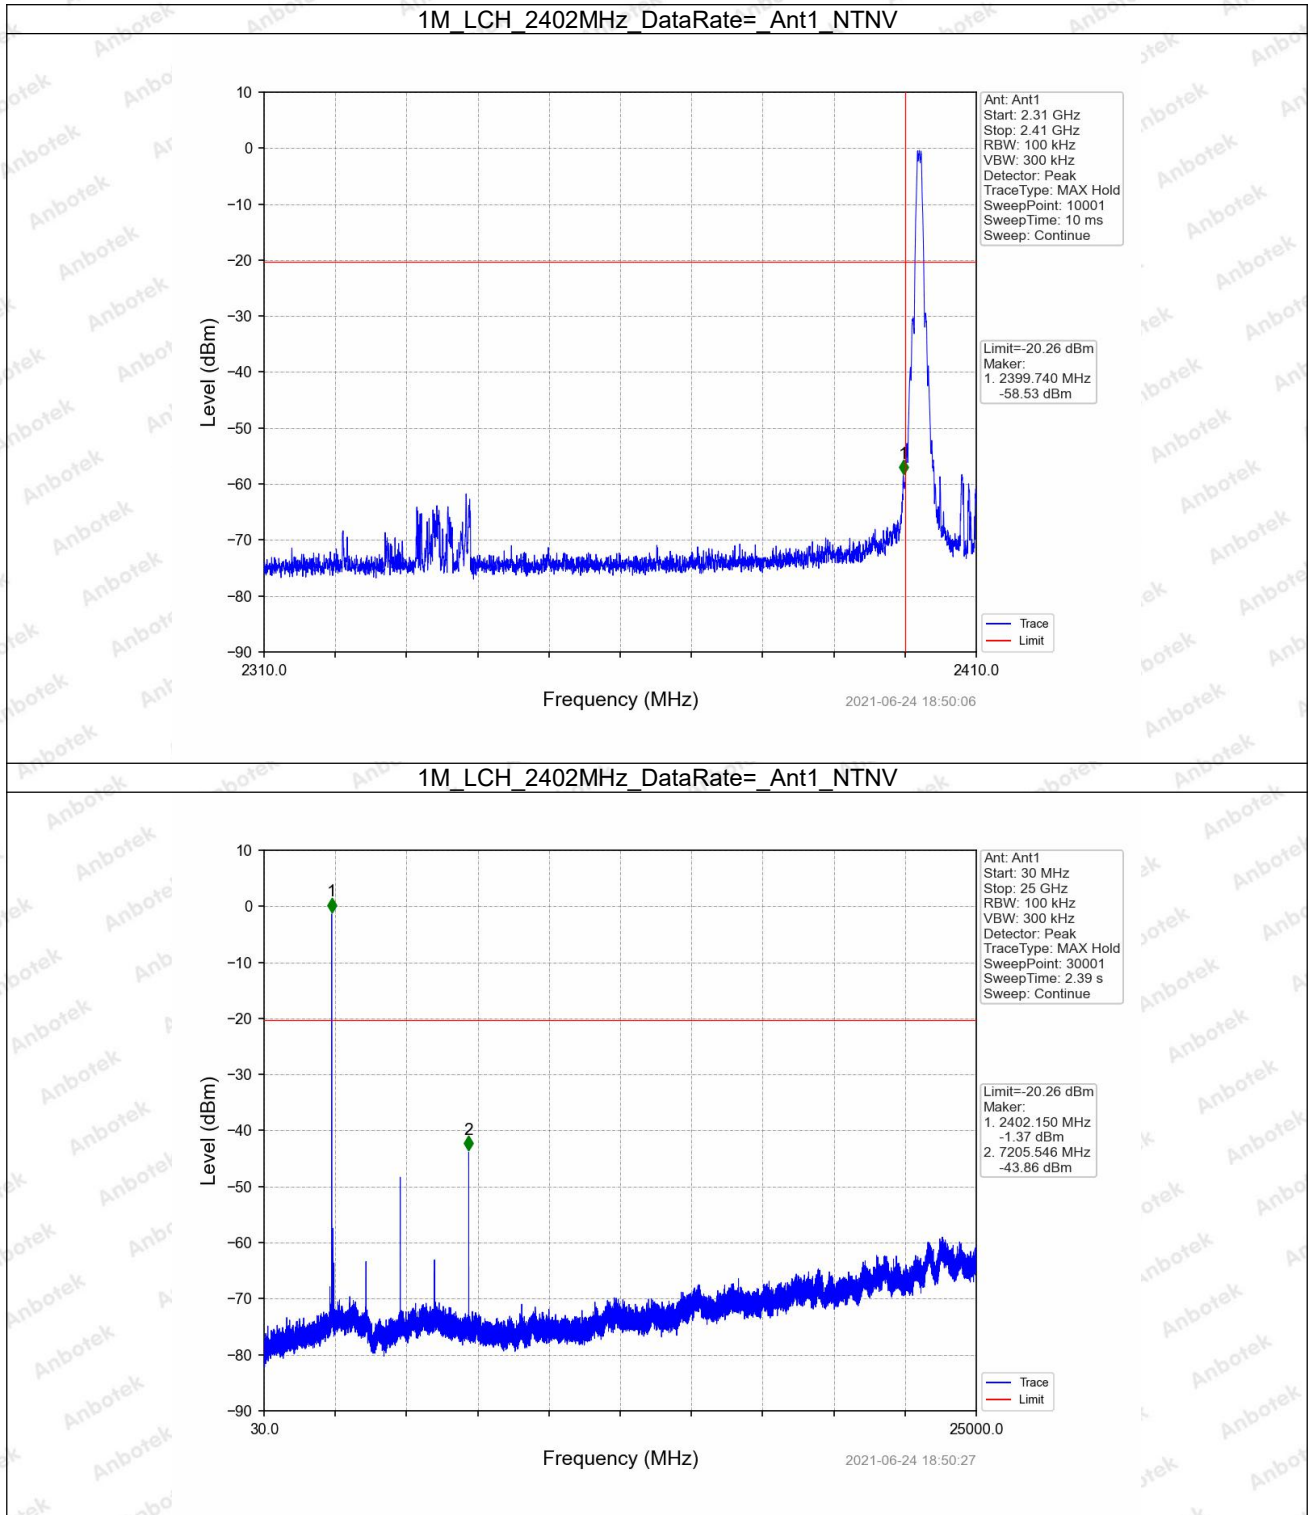 1M_LCH_2402MHz_DataRate=_Ant1_NTNV
10
0
−10
−20
−30
−40
−50
−60
−70
−80
−90
Level (dBm)
2310.0
2410.0
Frequency (MHz)
2021-06-24 18:50:06
1
Ant: Ant1
Start: 2.31 GHz
Stop: 2.41 GHz
RBW: 100 kHz
VBW: 300 kHz
Detector: Peak
TraceType: MAX Hold
SweepPoint: 10001
SweepTime: 10 ms
Sweep: Continue
Limit=-20.26 dBm
Maker:
1. 2399.740 MHz
-58.53 dBm
Trace
Limit
1M_LCH_2402MHz_DataRate=_Ant1_NTNV
10
0
−10
−20
−30
−40
−50
−60
−70
−80
−90
Level (dBm)
30.0
25000.0
Frequency (MHz)
2021-06-24 18:50:27
1
2
Ant: Ant1
Start: 30 MHz
Stop: 25 GHz
RBW: 100 kHz
VBW: 300 kHz
Detector: Peak
TraceType: MAX Hold
SweepPoint: 30001
SweepTime: 2.39 s
Sweep: Continue
Limit=-20.26 dBm
Maker:
1. 2402.150 MHz
-1.37 dBm
2. 7205.546 MHz
-43.86 dBm
Trace
Limit
Anbotek